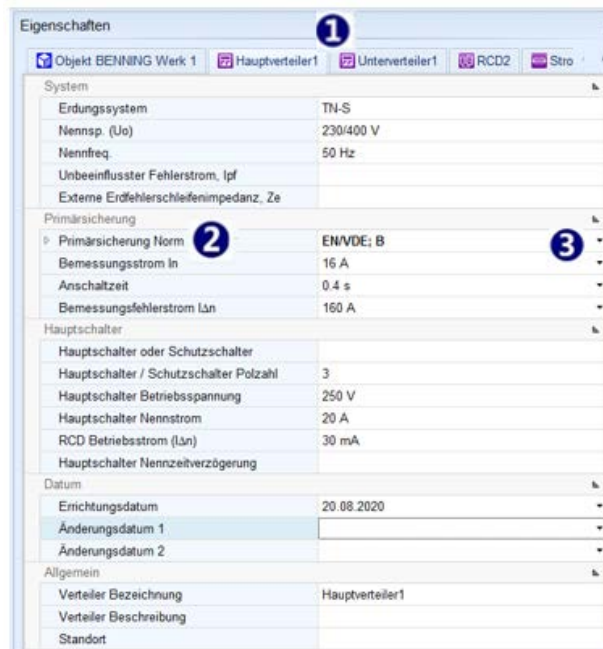 Eigenschaften
1
Objekt BENNING Werk 1 Hauptverteiler1 Unterverteiler1 RCD2 Stro
System
Erdungssystem TN-S
Nennsp. (Uo) 230/400 V
Nennfreq. 50 Hz
Unbeeinflusster Fehlerstrom, Ipf
Externe Erdfehlerschleifenimpedanz, Ze
Primärsicherung
Primärsicherung Norm 2 EN/VDE; B 3
Bemessungsstrom In 16 A
Anschaltzeit 0.4 s
Bemessungsfehlerstrom IΔn 160 A
Hauptschalter
Hauptschalter oder Schutzschalter
Hauptschalter / Schutzschalter Polzahl 3
Hauptschalter Betriebsspannung 250 V
Hauptschalter Nennstrom 20 A
RCD Betriebsstrom (IΔn) 30 mA
Hauptschalter Nennzeitverzögerung
Datum
Errichtungsdatum 20.08.2020
Änderungsdatum 1
Änderungsdatum 2
Allgemein
Verteiler Bezeichnung Hauptverteiler1
Verteiler Beschreibung
Standort